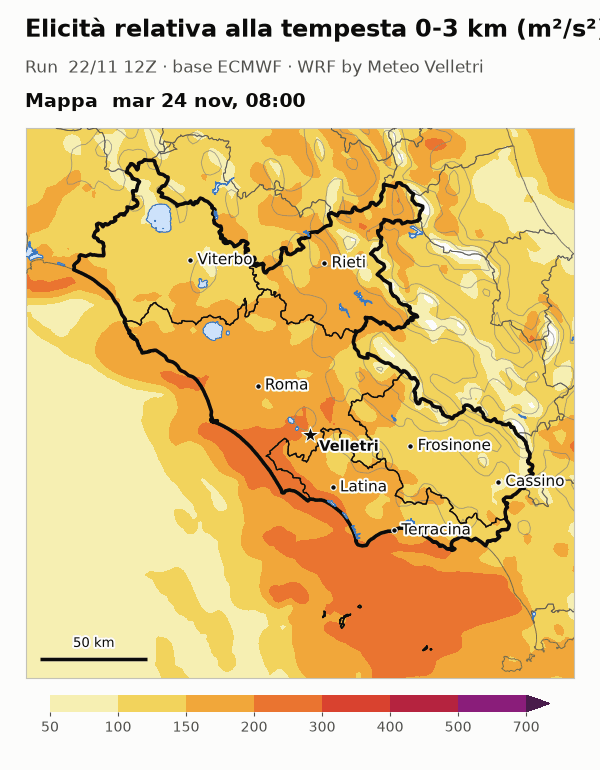 Elicità relativa alla tempesta 0-3 km (m²/s²)
Run 22/11 12Z · base ECMWF · WRF by Meteo Velletri
Mappa mar 24 nov, 08:00
Viterbo
Rieti
Roma
Velletri
Frosinone
Cassino
Latina
Terracina
50 km
50 100 150 200 300 400 500 700